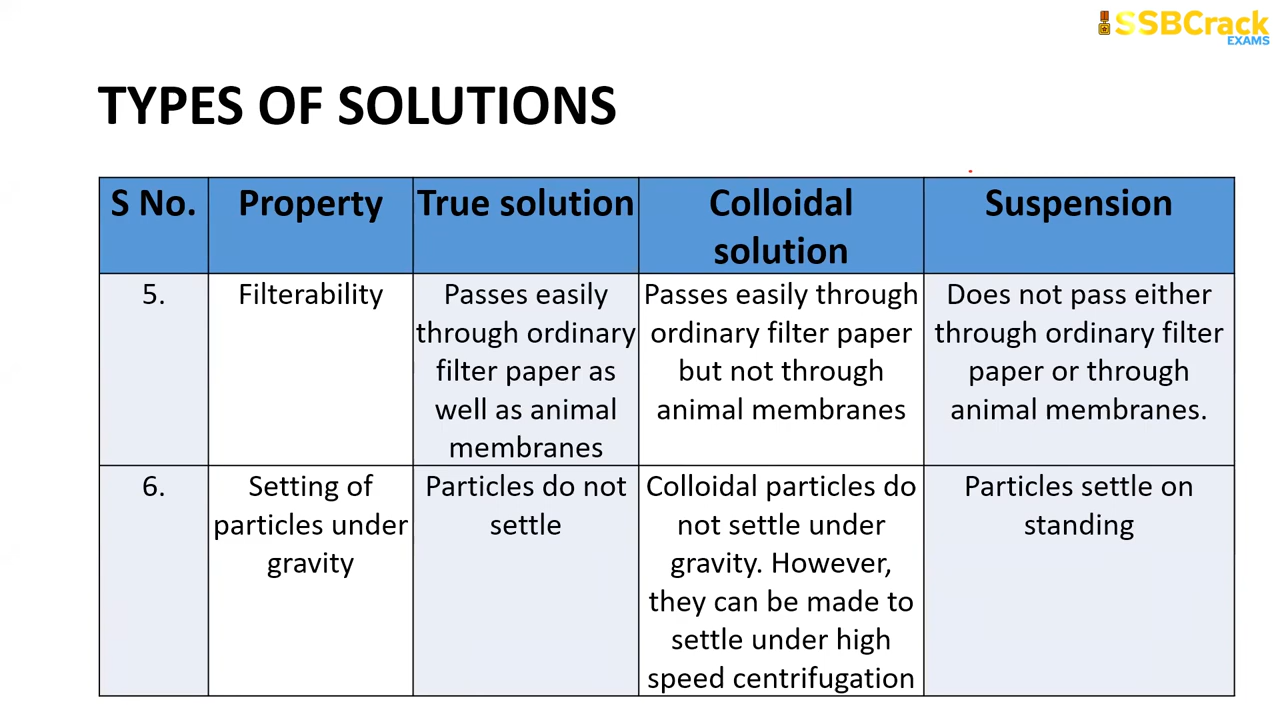 SSBCrack
EXAMS
TYPES OF SOLUTIONS
S No.
Property
True solution
Colloidal
solution
Suspension
5.
Filterability
Passes easily
through ordinary
filter paper as
well as animal
membranes
Passes easily through
ordinary filter paper
but not through
animal membranes
Does not pass either
through ordinary filter
paper or through
animal membranes.
6.
Setting of
particles under
gravity
Particles do not
settle
Colloidal particles do
not settle under
gravity. However,
they can be made to
settle under high
speed centrifugation
Particles settle on
standing